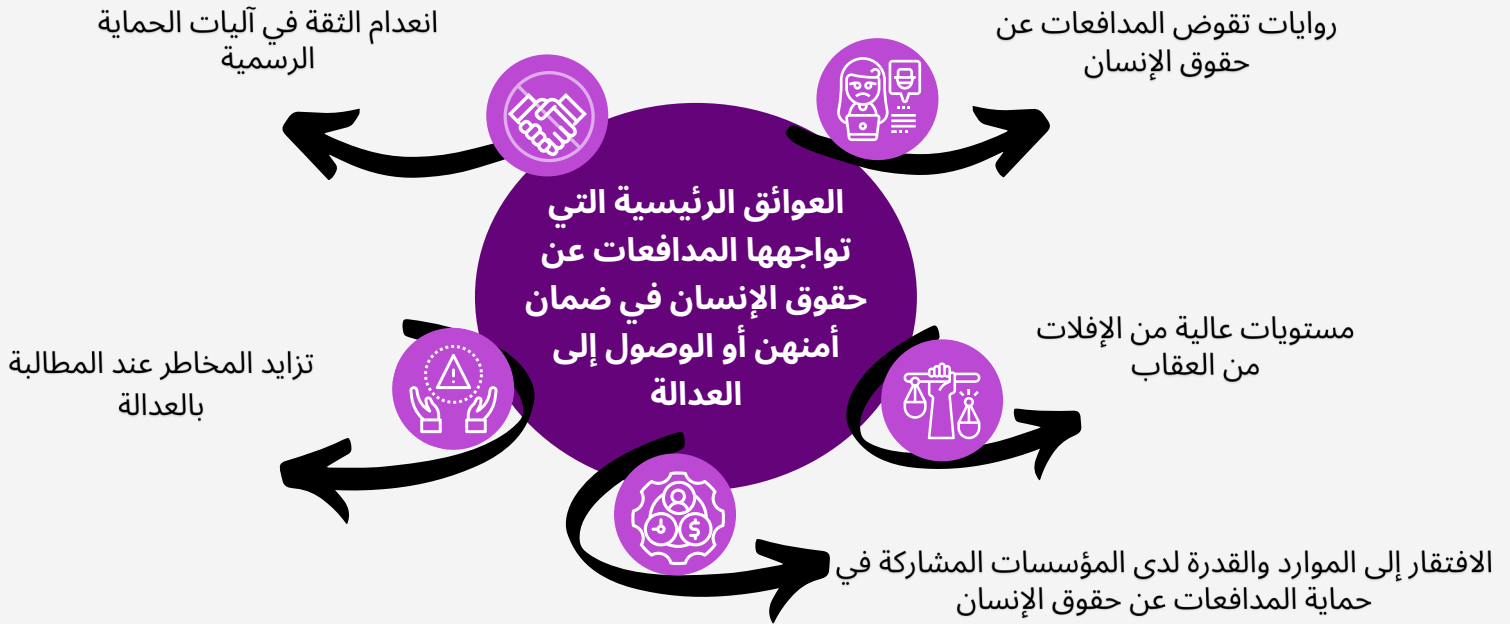 روايات تقوض المدافعات عن
حقوق الإنسان
انعدام الثقة في آليات الحماية
الرسمية
العوائق الرئيسية التي
تواجهها المدافعات عن
حقوق الإنسان في ضمان
أمنهن أو الوصول إلى
العدالة
مستويات عالية من الإفلات
من العقاب
تزايد المخاطر عند المطالبة
بالعدالة
الافتقار إلى الموارد والقدرة لدى المؤسسات المشاركة في
حماية المدافعات عن حقوق الإنسان